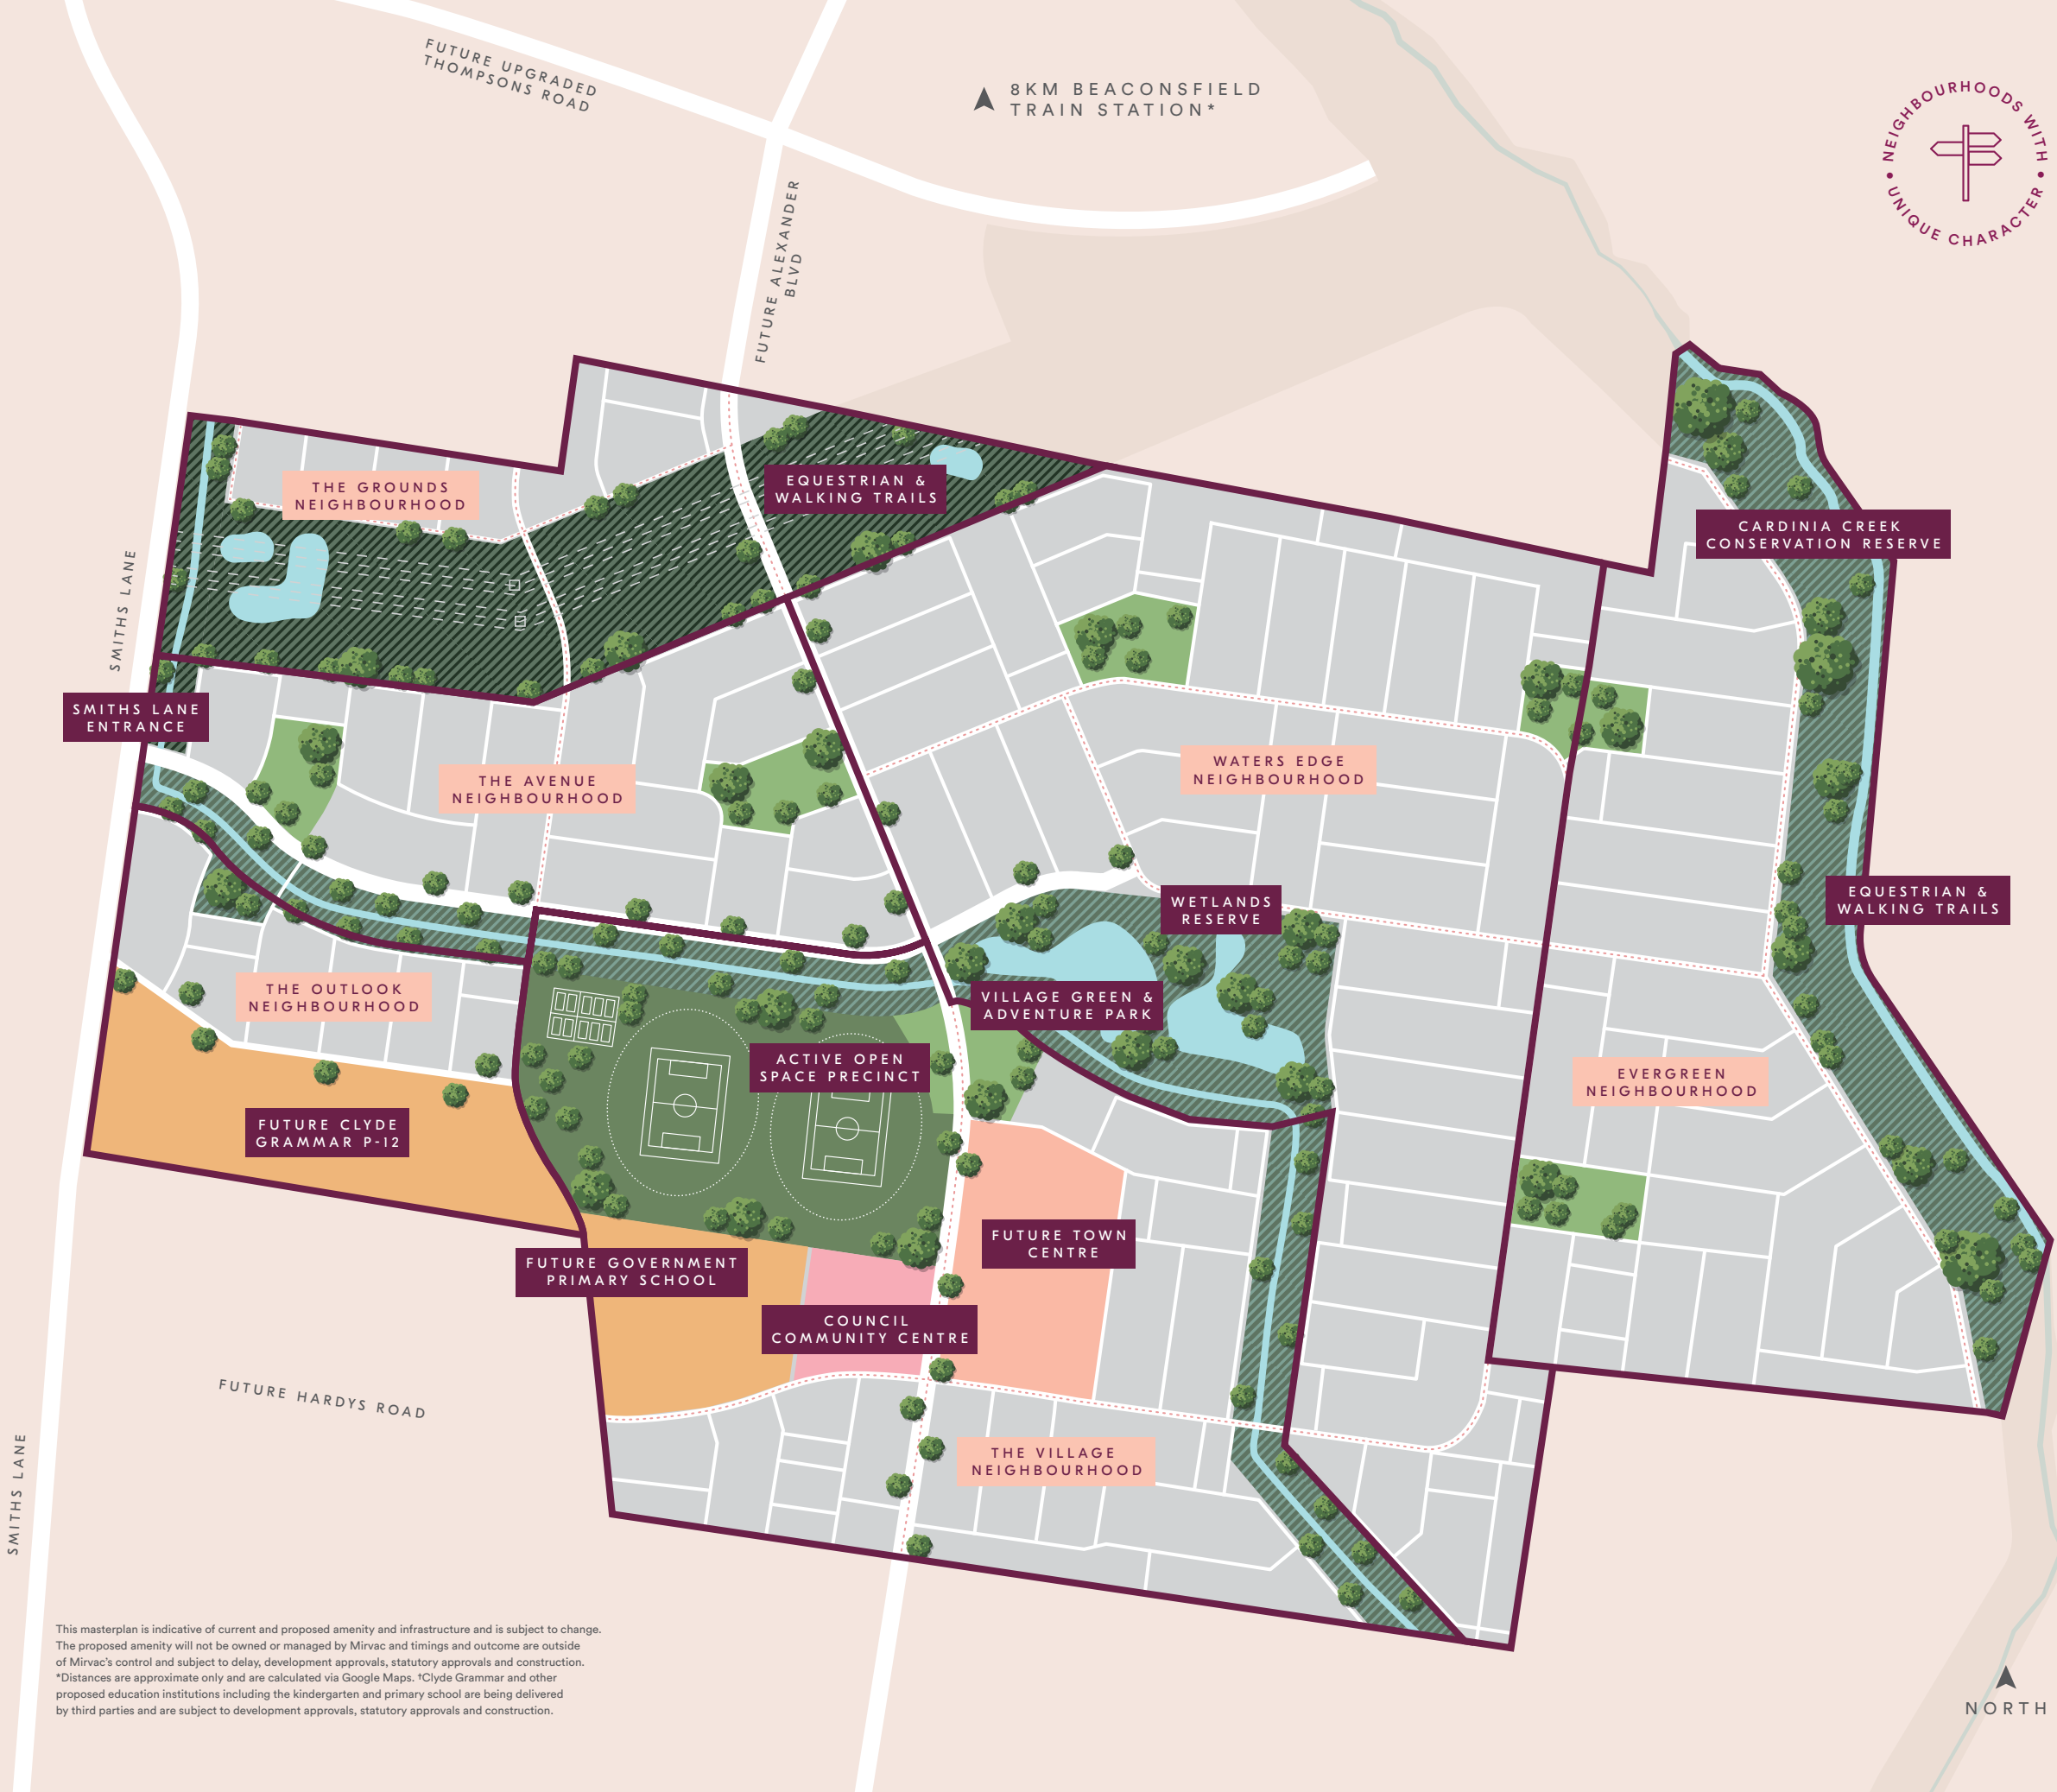 FUTURE UPGRADED
THOMPSONS ROAD
8KM BEACONSFIELD
TRAIN STATION*
NEIGHBOURHOODS WITH
• UNIQUE CHARACTER •
FUTURE ALEXANDER
BLVD
THE GROUNDS
NEIGHBOURHOOD
EQUESTRIAN &
WALKING TRAILS
CARDINIA CREEK
CONSERVATION RESERVE
SMITHS LANE
SMITHS LANE
ENTRANCE
THE AVENUE
NEIGHBOURHOOD
WATERS EDGE
NEIGHBOURHOOD
WETLANDS
RESERVE
EQUESTRIAN &
WALKING TRAILS
THE OUTLOOK
NEIGHBOURHOOD
VILLAGE GREEN &
ADVENTURE PARK
ACTIVE OPEN
SPACE PRECINCT
EVERGREEN
NEIGHBOURHOOD
FUTURE CLYDE
GRAMMAR P-12
FUTURE TOWN
CENTRE
FUTURE GOVERNMENT
PRIMARY SCHOOL
COUNCIL
COMMUNITY CENTRE
FUTURE HARDYS ROAD
THE VILLAGE
NEIGHBOURHOOD
SMITHS LANE
This masterplan is indicative of current and proposed amenity and infrastructure and is subject to change.
The proposed amenity will not be owned or managed by Mirvac and timings and outcome are outside
of Mirvac's control and subject to delay, development approvals, statutory approvals and construction.
*Distances are approximate only and are calculated via Google Maps. †Clyde Grammar and other
proposed education institutions including the kindergarten and primary school are being delivered
by third parties and are subject to development approvals, statutory approvals and construction.
NORTH